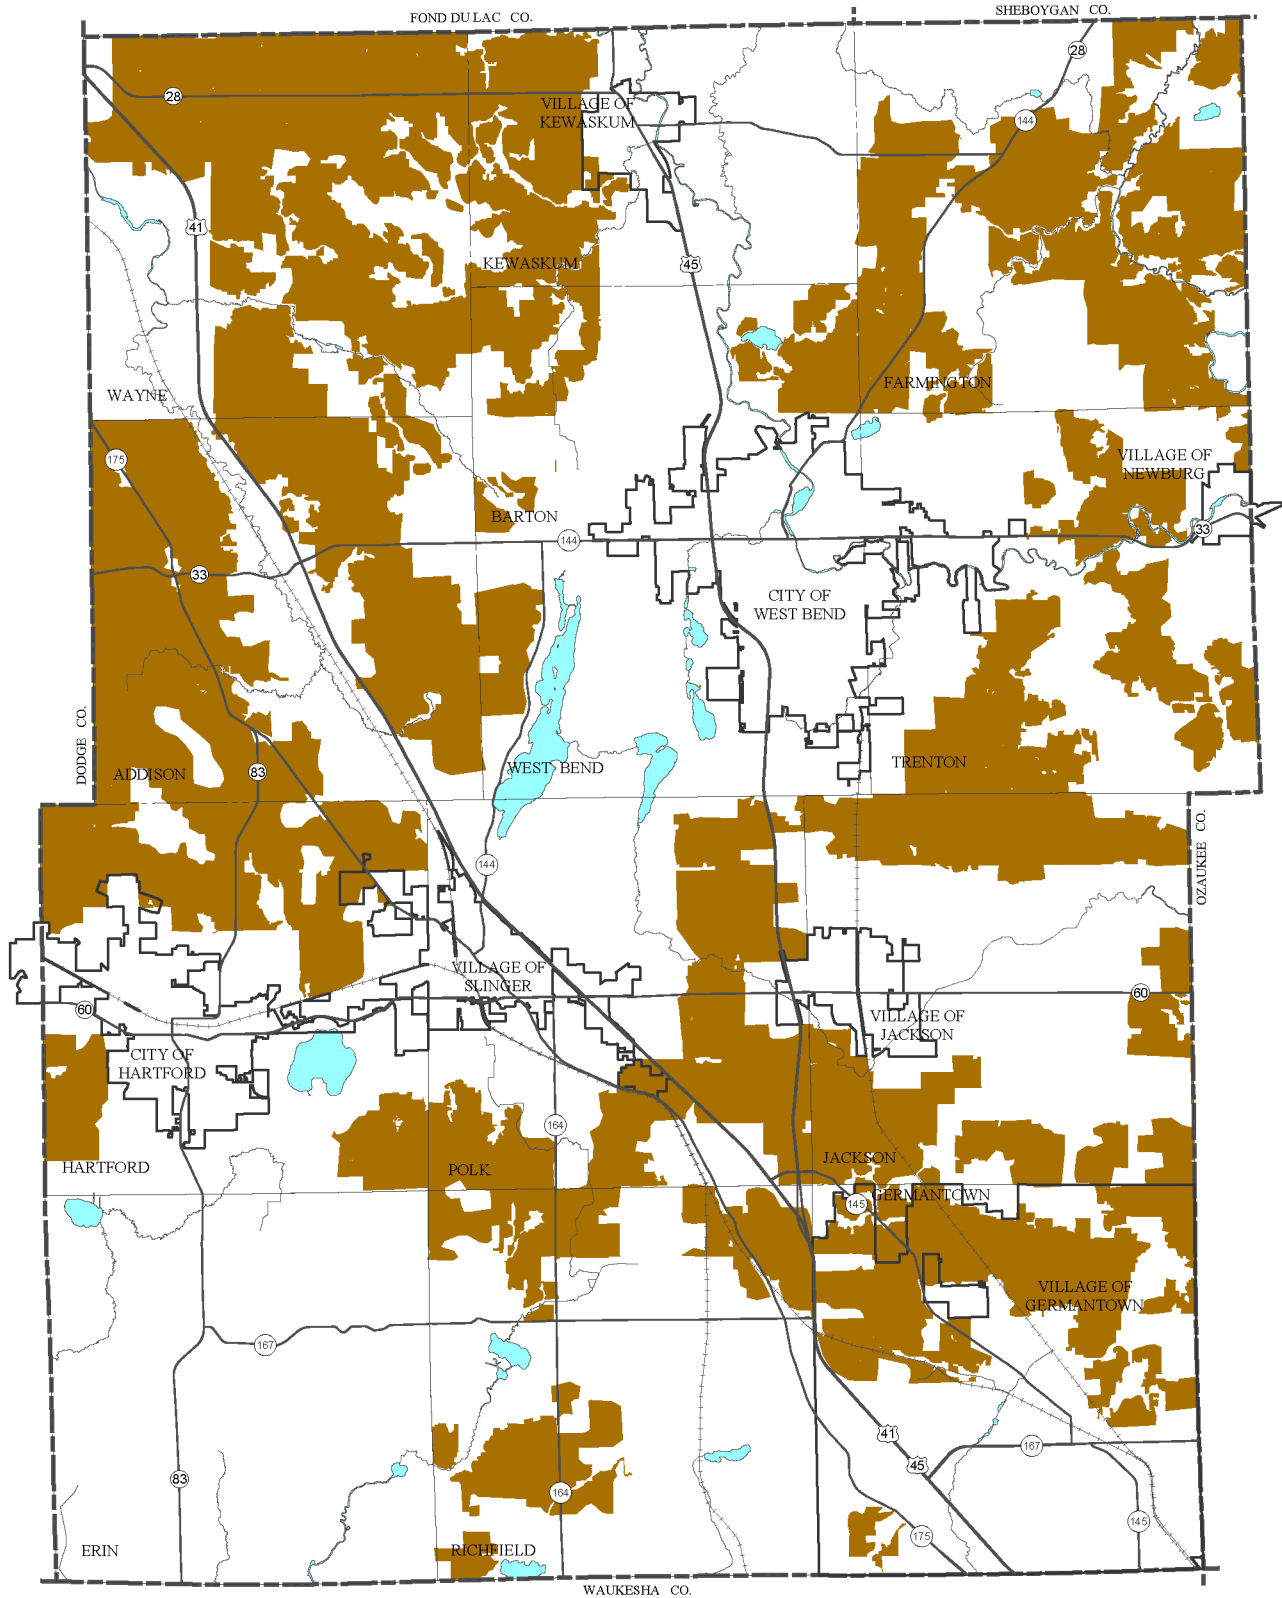 FOND DU LAC CO.
SHEBOYGAN CO.
28
28
VILLAGE OF
KEWASKUM
144
41
KEWASKUM
45
WAYNE
FARMINGTON
175
VILLAGE OF
NEWBURG
BARTON
144
33
33
CITY OF
WEST BEND
DODGE CO.
ADDISON
83
WEST BEND
TRENTON
OZAUKEE CO.
144
VILLAGE OF
SLINGER
60
60
VILLAGE OF
JACKSON
CITY OF
HARTFORD
164
HARTFORD
POLK
JACKSON
GERMANTOWN
145
VILLAGE OF
GERMANTOWN
167
41
167
45
83
164
175
145
ERIN
RICHFIELD
WAUKESHA CO.